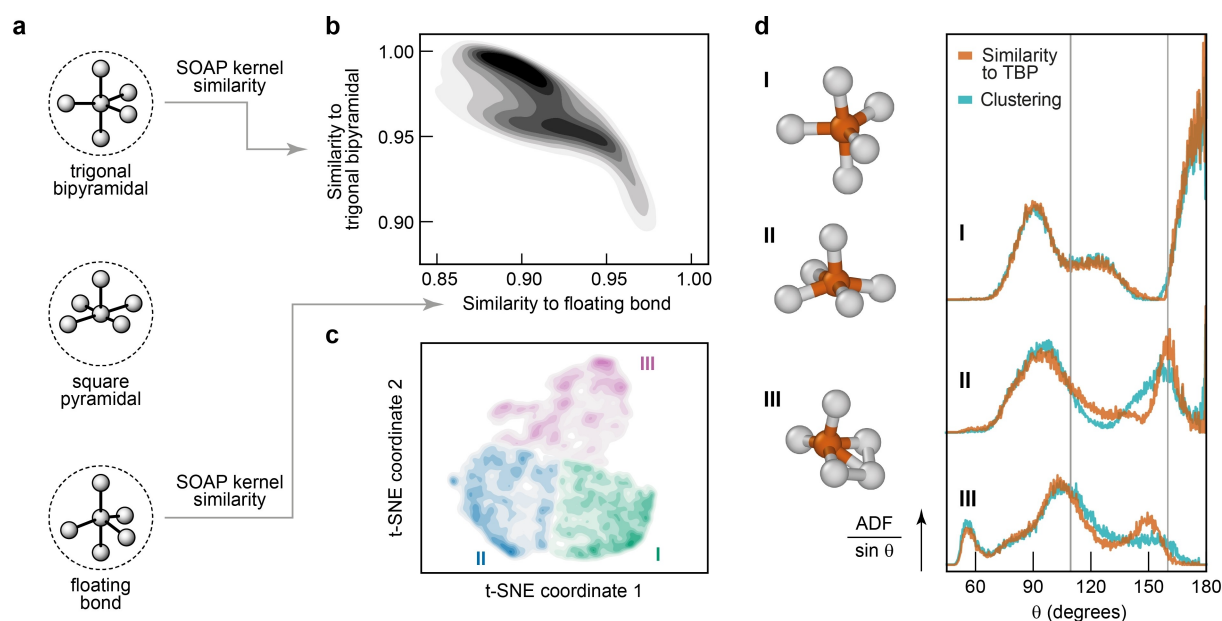 a
SOAP kernel
similarity
trigonal
bipyramidal
square
pyramidal
SOAP kernel
similarity
floating
bond
b
Similarity to
trigonal bipyramidal
1.00
0.95
0.90
0.85
0.90
0.95
1.00
Similarity to floating bond
c
III
II
I
t-SNE coordinate 2
t-SNE coordinate 1
d
I
II
III
Similarity
to TBP
Clustering
I
II
III
ADF
sin θ
60
90
120
150
180
θ (degrees)